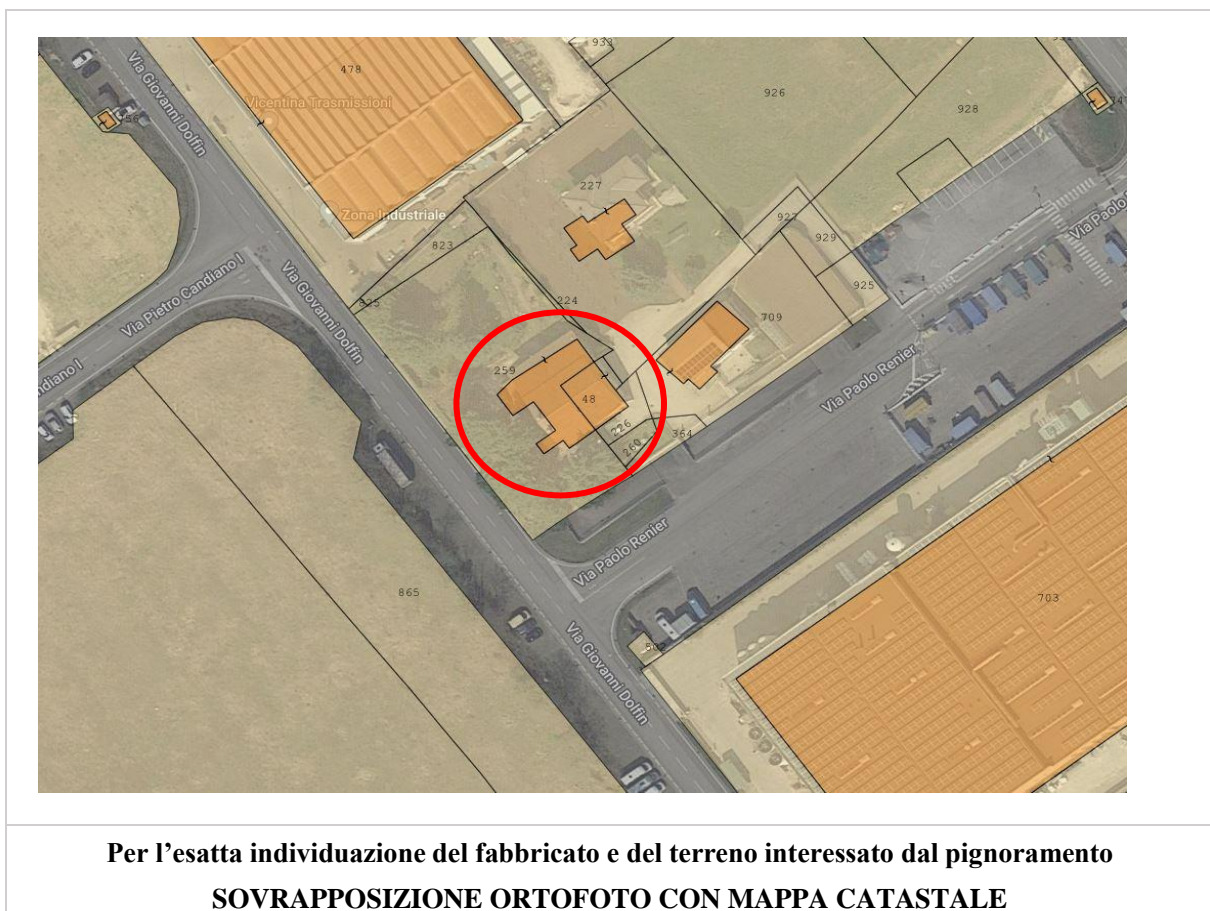 933
478
Via Giovanni Dolfin
Vicentina Trasmissioni
926
928
227
Zona Industriale
927
929
823
Via Paolo
Via Pietro Candiano I
Via Giovanni Dolfin
925
224
825
709
259
48
Via Paolo Renier
226
364
260
Via Paolo Renier
865
703
502
Via Giovanni Dolfin
Per l’esatta individuazione del fabbricato e del terreno interessato dal pignoramento
SOVRAPPOSIZIONE ORTOFOTO CON MAPPA CATASTALE